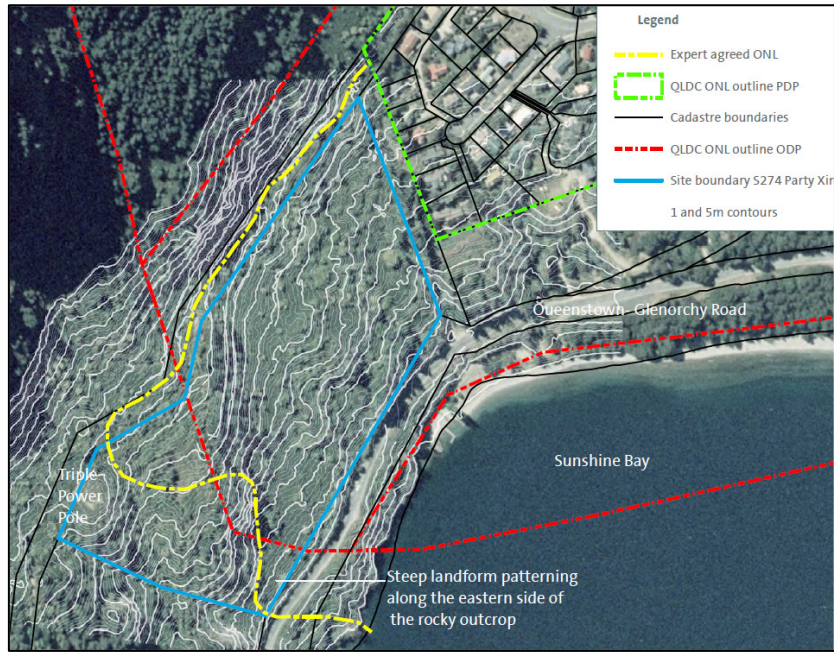 Legend
Expert agreed ONL
QLDC ONL outline PDP
Cadastre boundaries
QLDC ONL outline ODP
Site boundary S274 Party Xin
1 and 5m contours
Queenstown- Glenorchy Road
Sunshine Bay
Triple
Power
Pole
Steep landform patterning
along the eastern side of
the rocky outcrop